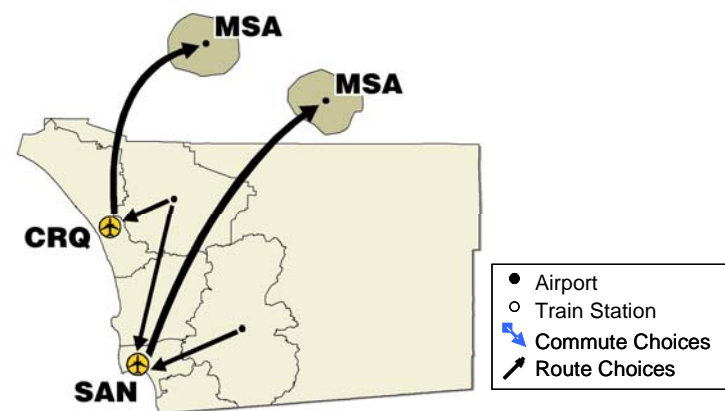 MSA
MSA
CRQ
SAN
Airport
Train Station
Commute Choices
Route Choices